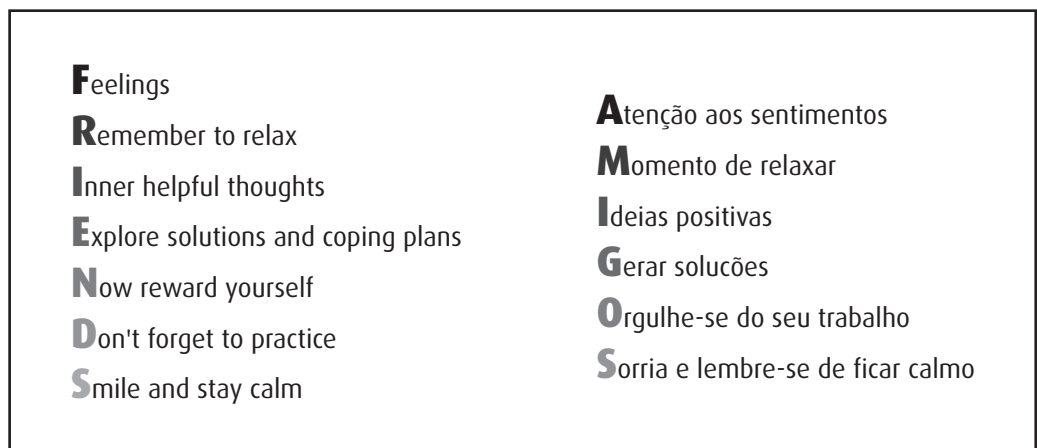 Feelings
Remember to relax
Inner helpful thoughts
Explore solutions and coping plans
Now reward yourself
Don't forget to practice
Smile and stay calm
Atenção aos sentimentos
Momento de relaxar
Ideias positivas
Gerar solucões
Orgulhe-se do seu trabalho
Sorria e lembre-se de ficar calmo